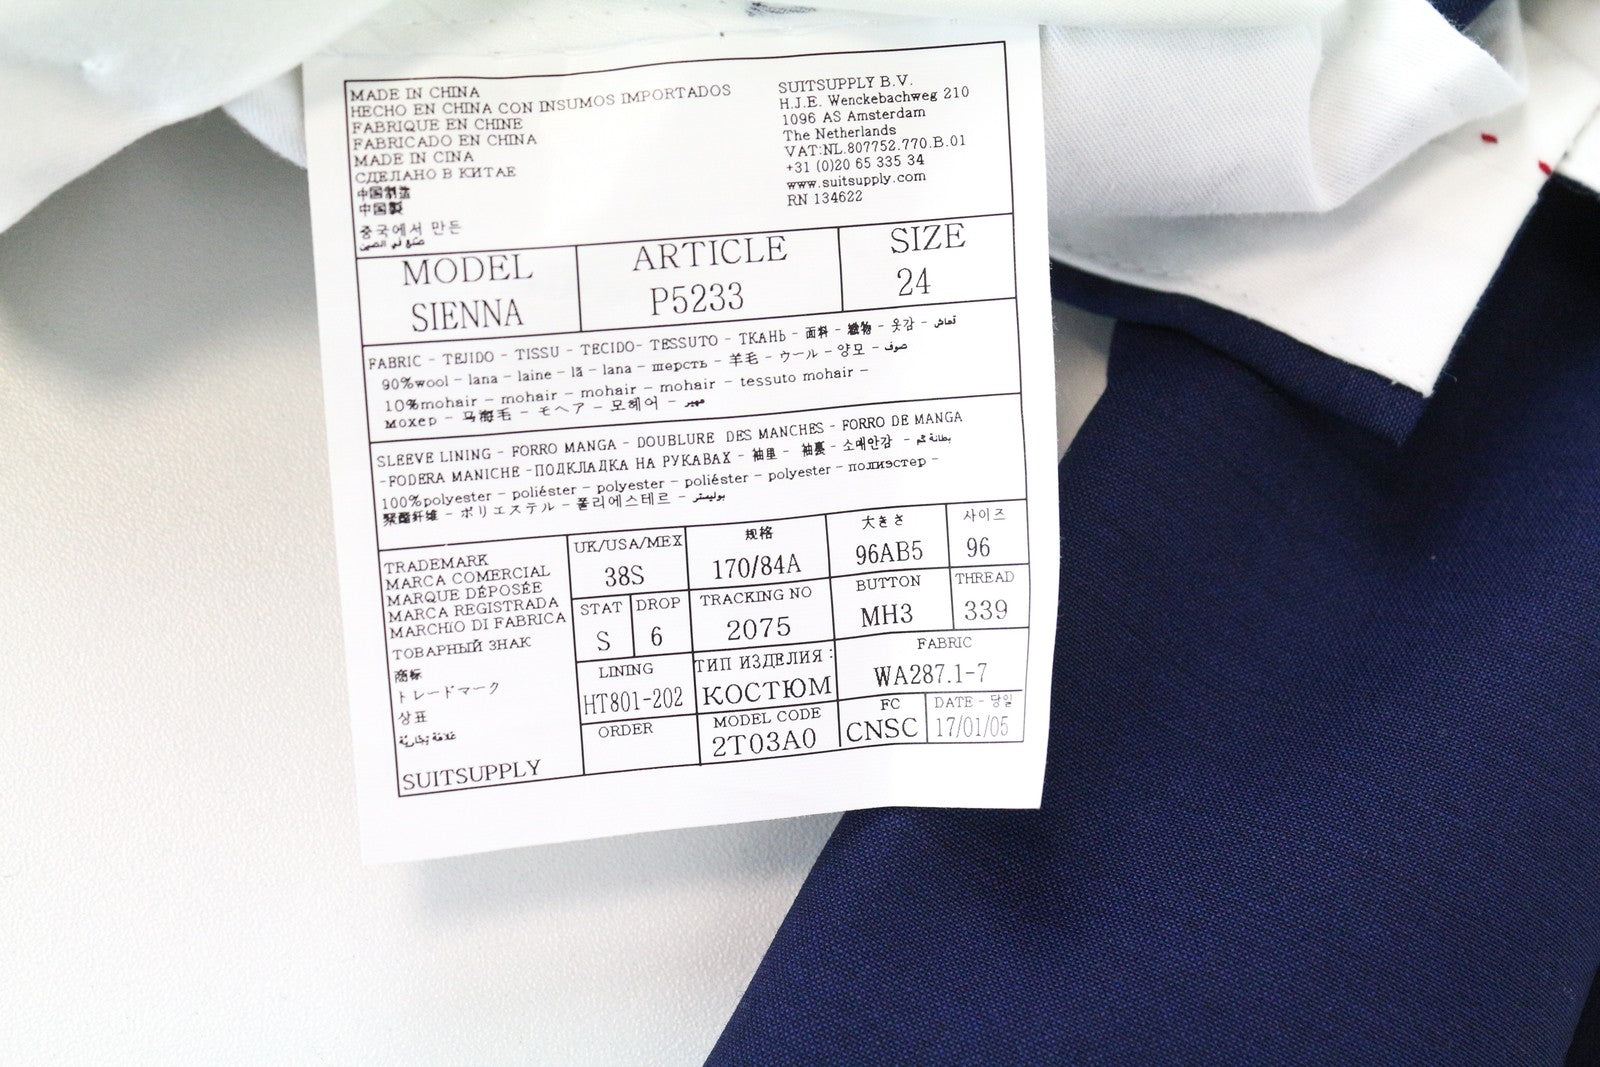 MADE IN CHINA
HECHO EN CHINA CON INSUMOS IMPORTADOS
FABRIQUE EN CHINE
FABRICADO EN CHINA
MADE IN CINA
СДЕЛАНО В КИТАЕ
中国制造
中国製
중국에서 만든
صنع في الصين
SUITSUPPLY B.V.
H.J.E. Wenckebachweg 210
1096 AS Amsterdam
The Netherlands
VAT:NL.807752.770.B.01
+31 (0)20 65 335 34
www.suitsupply.com
RN 134622
MODEL
SIENNA
ARTICLE
P5233
SIZE
24
FABRIC - TEJIDO - TISSU - TECIDO- TESSUTO - ТКАНЬ - 面料 - 織物 - 옷감 - قماش
90%wool - lana - laine - lã - lana - шерсть - 羊毛 - ウール - 양모 - صوف
10%mohair - mohair - mohair - mohair - tessuto mohair -
мохер - 马海毛 - モヘア - 모헤어 - مهير
SLEEVE LINING - FORRO MANGA - DOUBLURE DES MANCHES - FORRO DE MANGA
-FODERA MANICHE -ПОДКЛАДКА НА РУКАВАХ - 袖里 - 袖裏 - 소매안감 - بطانة كم
100%polyester - poliéster - polyester - poliéster - polyester - полиэстер -
聚酯纤维 - ポリエステル - 폴리에스테르 - بوليستر
TRADEMARK
MARCA COMERCIAL
MARQUE DÉPOSÉE
MARCA REGISTRADA
MARCHIO DI FABRICA
ТОВАРНЫЙ ЗНАК
商标
トレードマーク
상표
علامة تجارية
SUITSUPPLY
UK/USA/MEX
38S
规格
170/84A
大きさ
96AB5
사이즈
96
STAT
S
DROP
6
TRACKING NO
2075
BUTTON
MH3
THREAD
339
LINING
HT801-202
ТИП ИЗДЕЛИЯ :
КОСТЮМ
FABRIC
WA287.1-7
ORDER
MODEL CODE
2T03A0
FC
CNSC
DATE - 당일
17/01/05